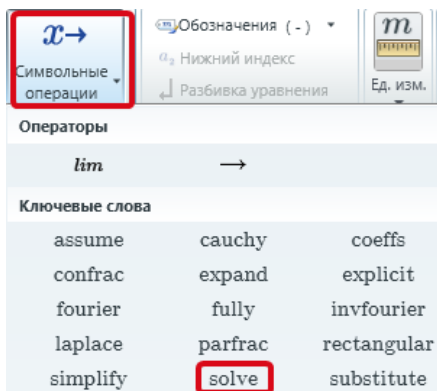 x→
Символьные операции
Обозначения (-)
a₂ Нижний индекс
Разбивка уравнения
m
Ед. изм.
Операторы
lim →
Ключевые слова
assume cauchy coeffs
confrac expand explicit
fourier fully invfourier
laplace parfrac rectangular
simplify solve substitute